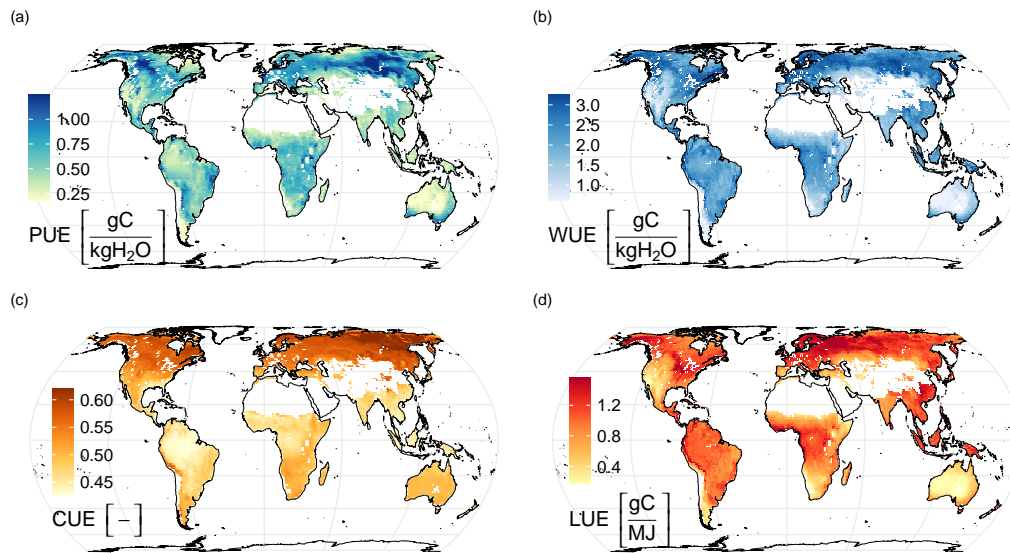 (a)
(b)
1.00
0.75
0.50
0.25
PUE [gC/kgH₂O]
3.0
2.5
2.0
1.5
1.0
WUE [gC/kgH₂O]
(c)
(d)
0.60
0.55
0.50
0.45
CUE [−]
1.2
0.8
0.4
LUE [gC/MJ]